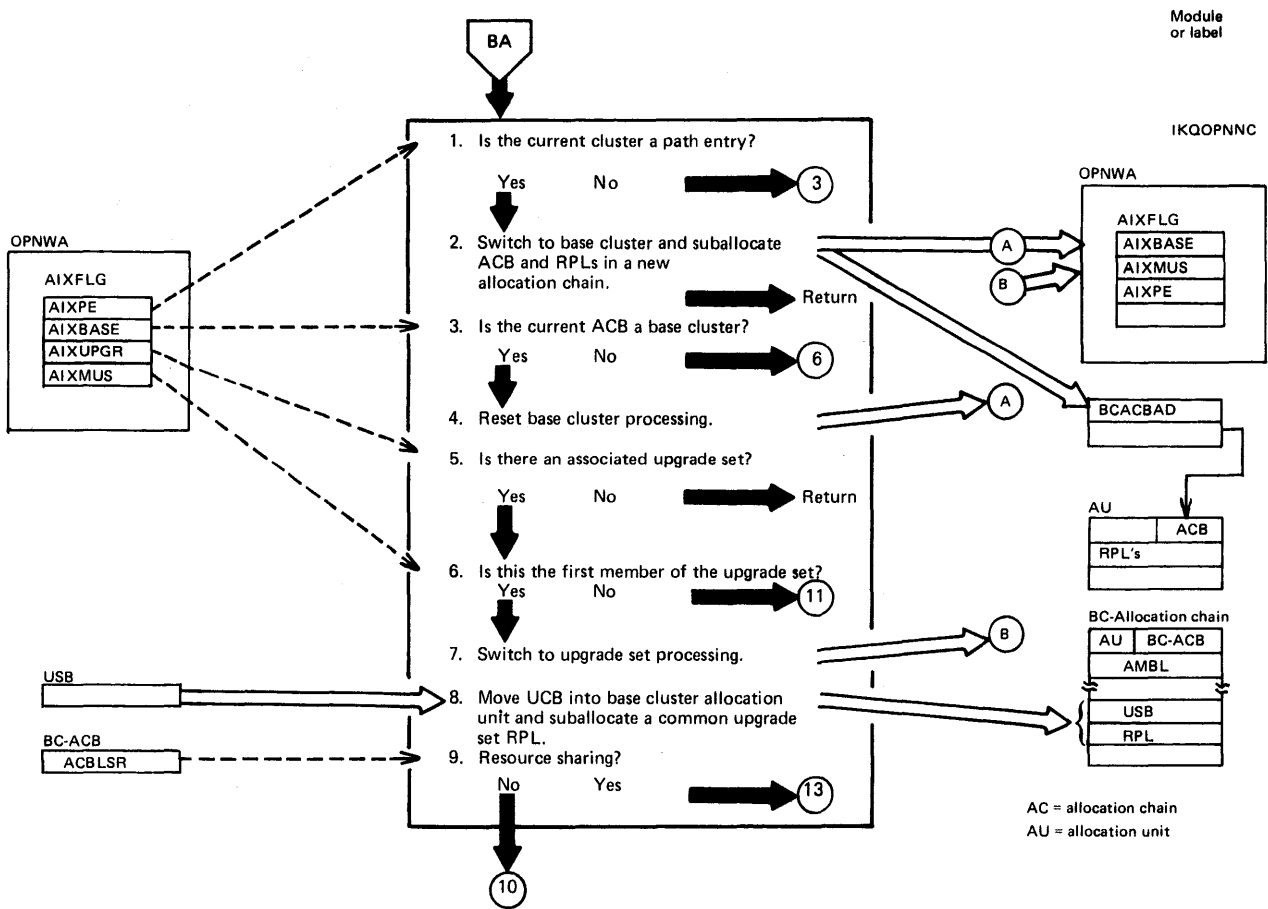 Module
or label
BA
IKQOPNNC
1. Is the current cluster a path entry?
Yes No 3
2. Switch to base cluster and suballocate
ACB and RPLs in a new
allocation chain.
Return
3. Is the current ACB a base cluster?
Yes No 6
4. Reset base cluster processing.
5. Is there an associated upgrade set?
Yes No Return
6. Is this the first member of the upgrade set?
Yes No 11
7. Switch to upgrade set processing.
8. Move UCB into base cluster allocation
unit and suballocate a common upgrade
set RPL.
9. Resource sharing?
No Yes 13
10
OPNWA
AIXFLG
AIXPE
AIXBASE
AIXUPGR
AIXMUS
USB
BC-ACB
ACBLSR
A
B
A
B
OPNWA
AIXFLG
AIXBASE
AIXMUS
AIXPE
BCACBAD
AU
ACB
RPL's
BC-Allocation chain
AU BC-ACB
AMBL
USB
RPL
AC = allocation chain
AU = allocation unit